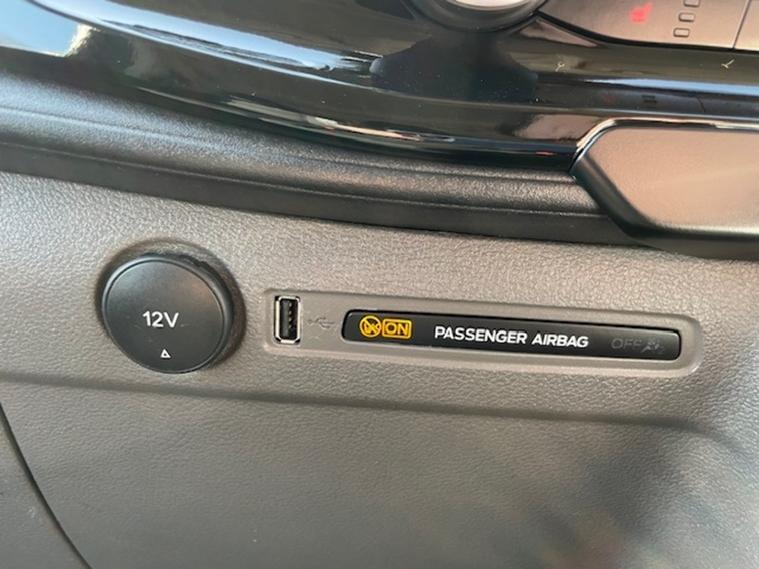 12V
ON PASSENGER AIRBAG OFF